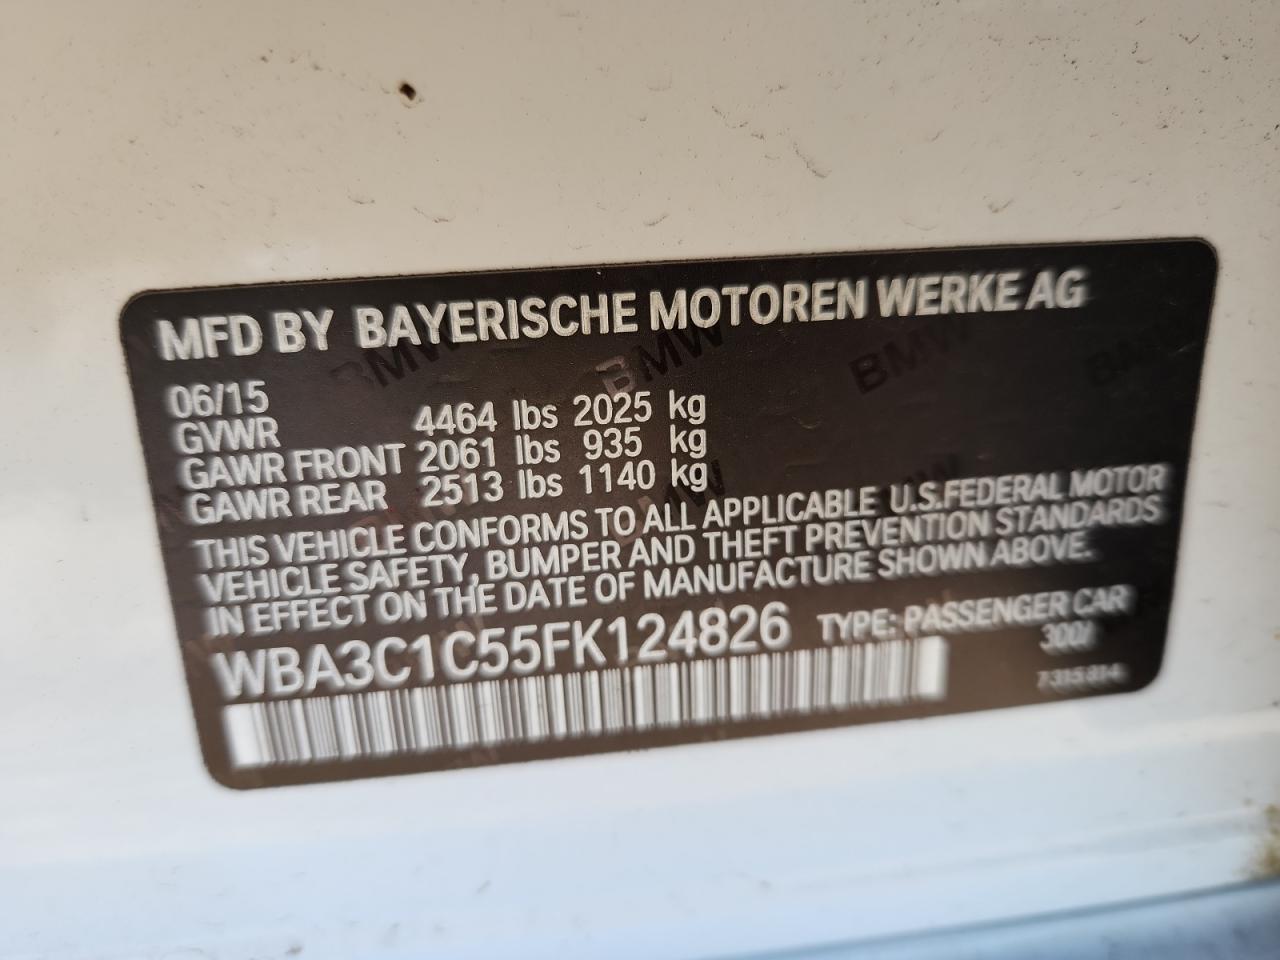 MFD BY BAYERISCHE MOTOREN WERKE AG
06/15
GVWR 4464 lbs 2025 kg
GAWR FRONT 2061 lbs 935 kg
GAWR REAR 2513 lbs 1140 kg
THIS VEHICLE CONFORMS TO ALL APPLICABLE U.S.FEDERAL MOTOR
VEHICLE SAFETY, BUMPER AND THEFT PREVENTION STANDARDS
IN EFFECT ON THE DATE OF MANUFACTURE SHOWN ABOVE.
WBA3C1C55FK124826 TYPE: PASSENGER CAR
7315314